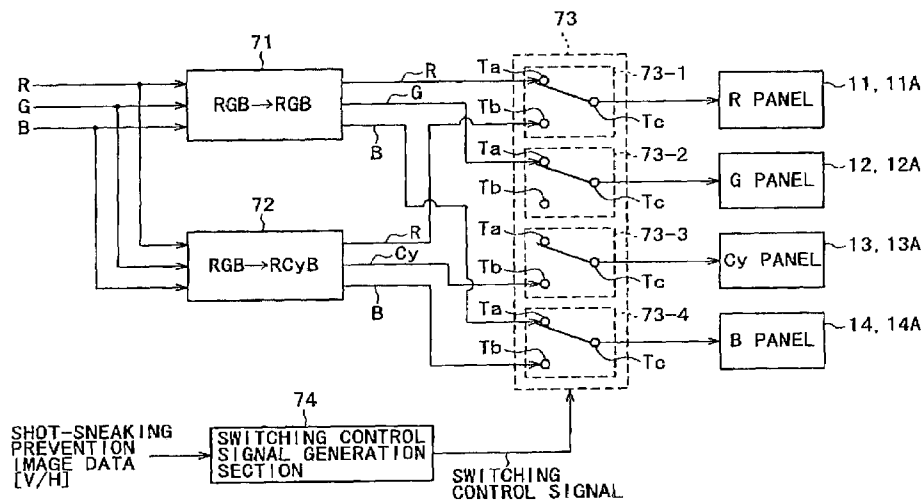 73
71
R
G
B
RGB→RGB
R
G
B
Ta
Tb
73-1
Tc
R PANEL
11, 11A
Ta
Tb
73-2
Tc
G PANEL
12, 12A
72
RGB→RCyB
R
Cy
B
Ta
Tb
73-3
Tc
Cy PANEL
13, 13A
Ta
Tb
73-4
Tc
B PANEL
14, 14A
74
SHOT-SNEAKING
PREVENTION
IMAGE DATA
[V/H]
SWITCHING CONTROL
SIGNAL GENERATION
SECTION
SWITCHING
CONTROL SIGNAL